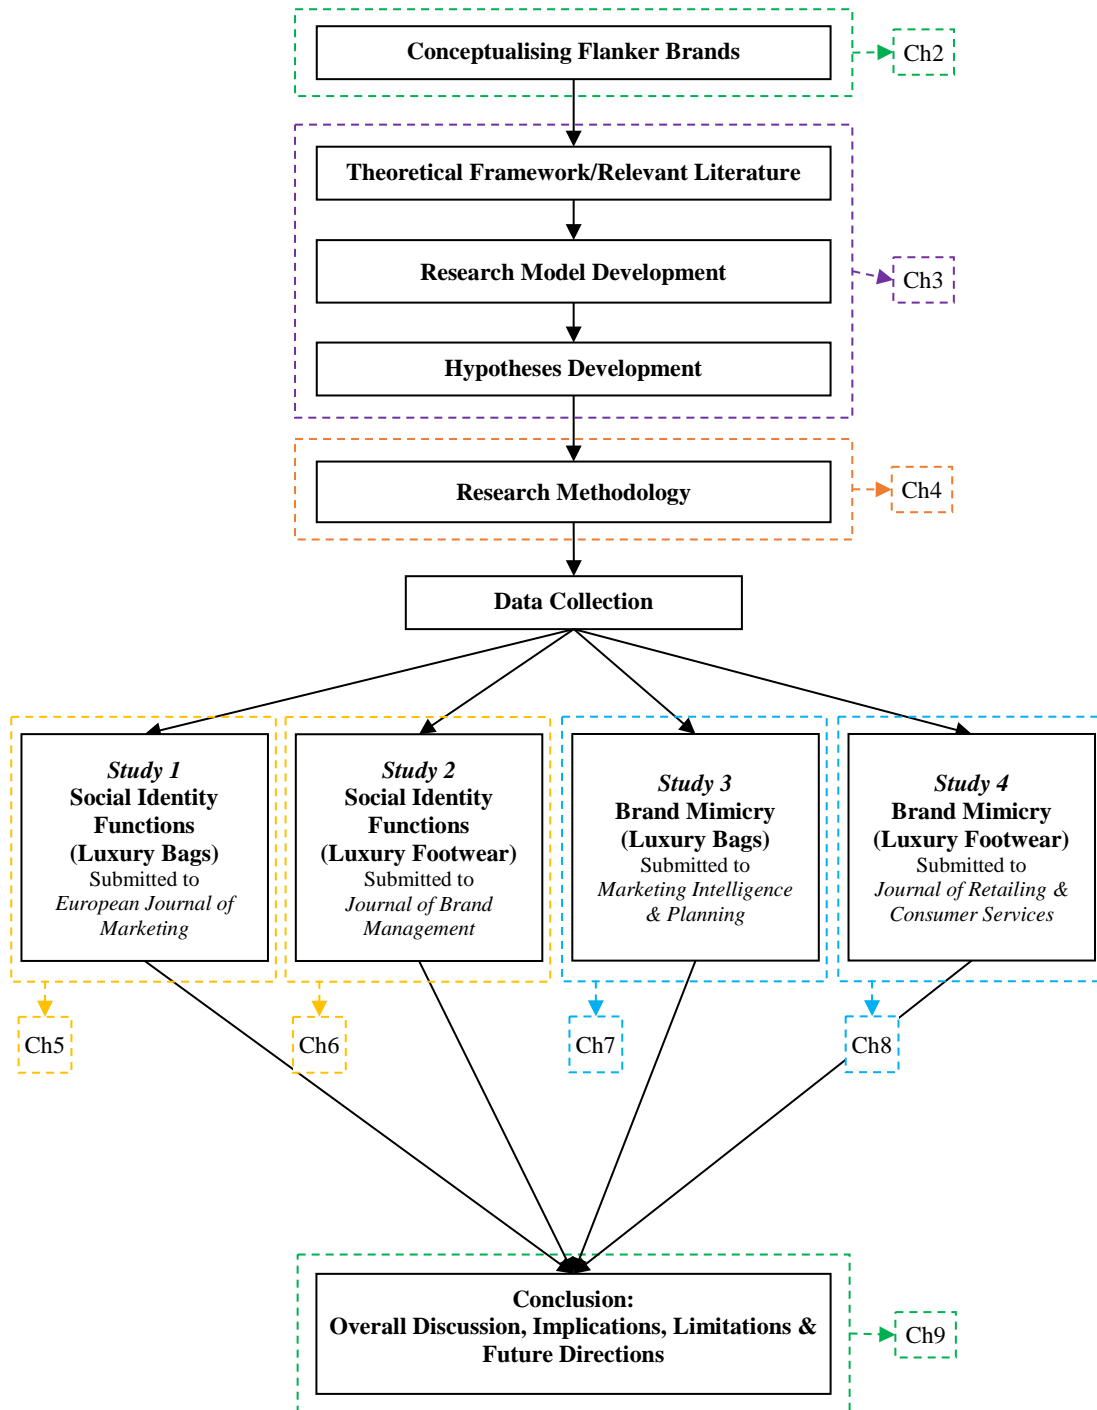 Conceptualising Flanker Brands
Ch2
Theoretical Framework/Relevant Literature
Research Model Development
Ch3
Hypotheses Development
Research Methodology
Ch4
Data Collection
Study 1
Social Identity
Functions
(Luxury Bags)
Submitted to
European Journal of
Marketing
Study 2
Social Identity
Functions
(Luxury Footwear)
Submitted to
Journal of Brand
Management
Study 3
Brand Mimicry
(Luxury Bags)
Submitted to
Marketing Intelligence
& Planning
Study 4
Brand Mimicry
(Luxury Footwear)
Submitted to
Journal of Retailing &
Consumer Services
Ch5
Ch6
Ch7
Ch8
Conclusion:
Overall Discussion, Implications, Limitations &
Future Directions
Ch9